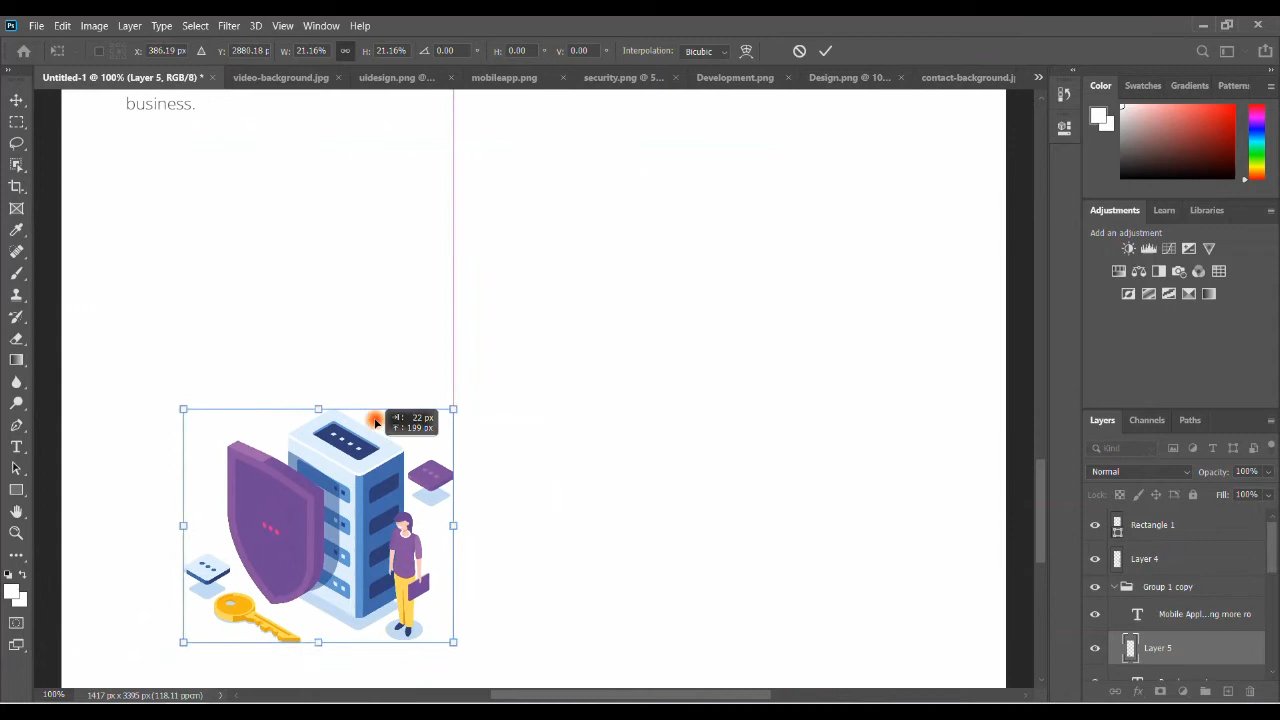 Ps File Edit Image Layer Type Select Filter 3D View Window Help
X: 386.19 px Y: 2880.18 p W: 21.16% H: 21.16% 0.00 ° H: 0.00 ° V: 0.00 ° Interpolation: Bicubic
Untitled-1 @ 100% (Layer 5, RGB/8) * × video-background.jpg × uidesign.png @... × mobileapp.png × security.png @ 5... × Development.png × Design.png @ 10... × contact-background.j
Color Swatches Gradients Pattern
business.
Adjustments Learn Libraries
Add an adjustment
22 px
199 px
Layers Channels Paths
Kind
Normal Opacity: 100%
Lock: Fill: 100%
Rectangle 1
Layer 4
Group 1 copy
T Mobile Appl...ng more ro
Layer 5
100% 1417 px x 3395 px (118.11 ppcm)